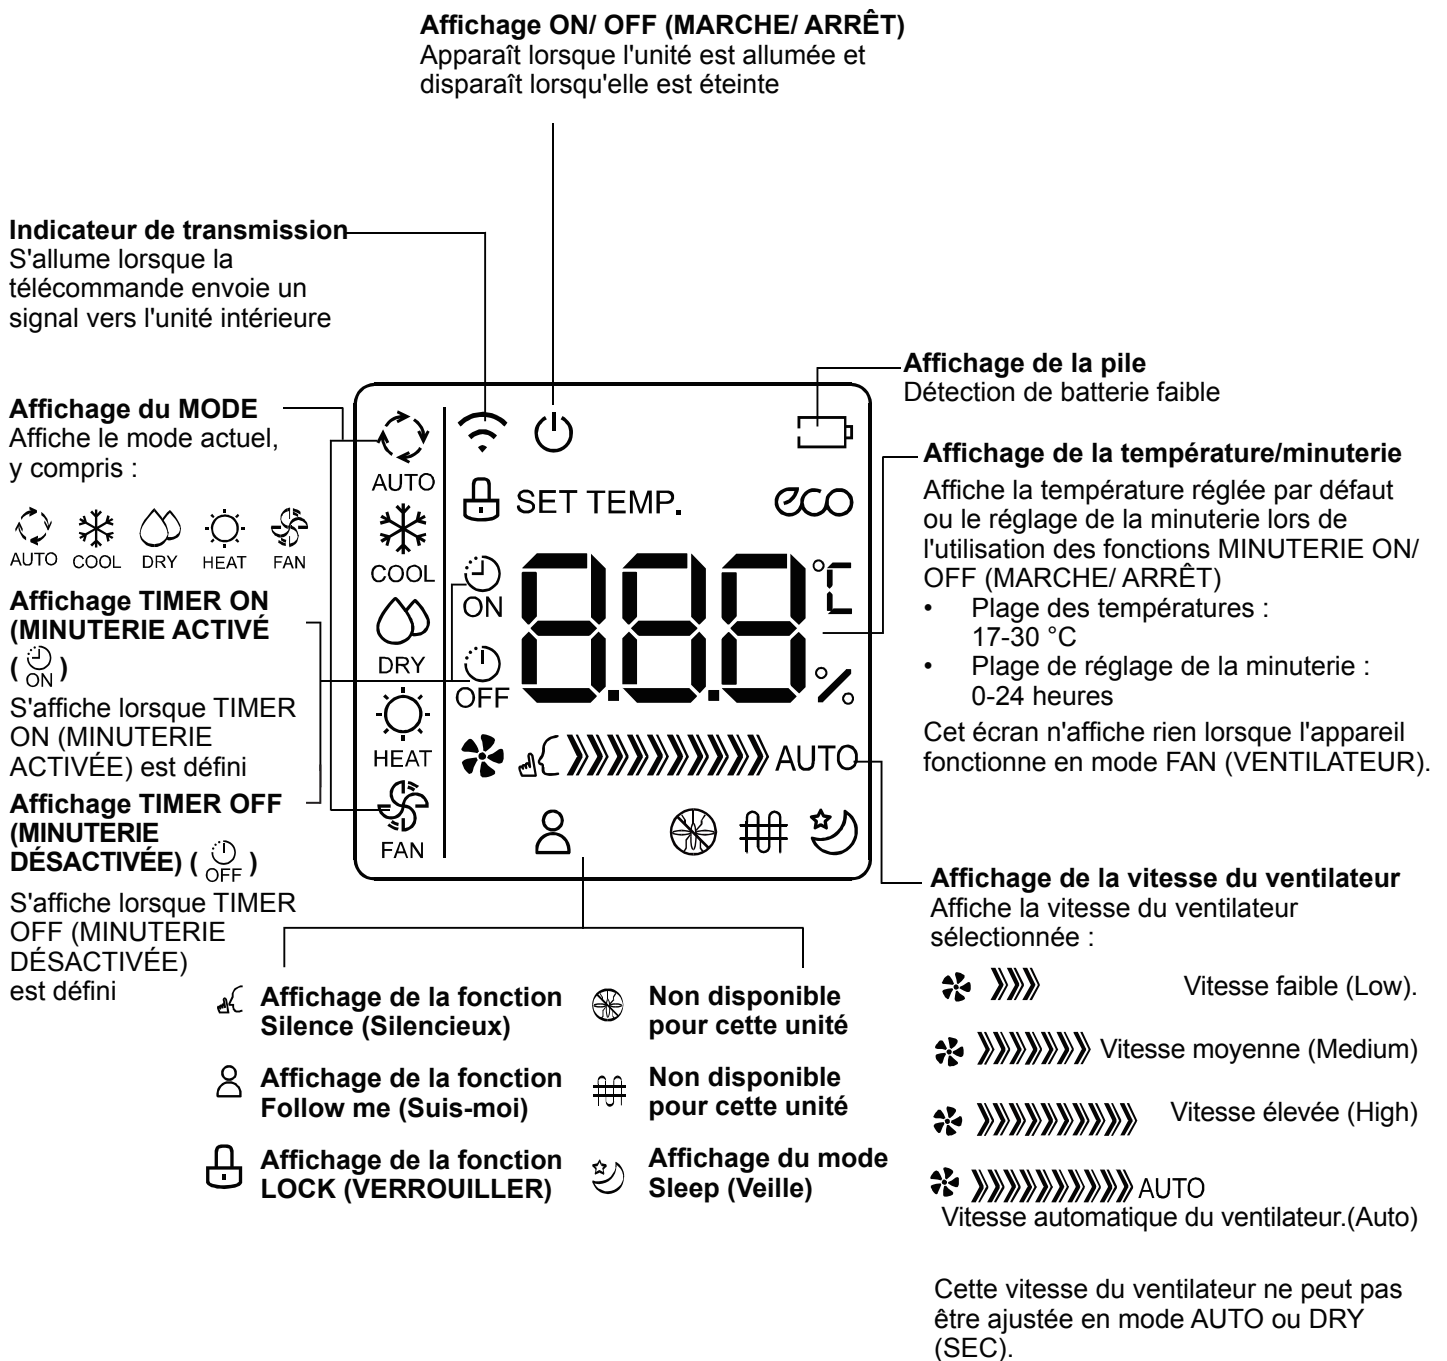 Affichage ON/ OFF (MARCHE/ ARRÊT)
Apparaît lorsque l'unité est allumée et
disparaît lorsqu'elle est éteinte
Indicateur de transmission
S'allume lorsque la
télécommande envoie un
signal vers l'unité intérieure
Affichage du MODE
Affiche le mode actuel,
y compris :
AUTO COOL DRY HEAT FAN
Affichage TIMER ON
(MINUTERIE ACTIVÉ
( ON )
S'affiche lorsque TIMER
ON (MINUTERIE
ACTIVÉE) est défini
Affichage TIMER OFF
(MINUTERIE
DÉSACTIVÉE) ( OFF )
S'affiche lorsque TIMER
OFF (MINUTERIE
DÉSACTIVÉE)
est défini
AUTO
COOL
DRY
HEAT
FAN
SET TEMP.
eco
ON
OFF
888
°C
%
AUTO
Affichage de la pile
Détection de batterie faible
Affichage de la température/minuterie
Affiche la température réglée par défaut
ou le réglage de la minuterie lors de
l'utilisation des fonctions MINUTERIE ON/
OFF (MARCHE/ ARRÊT)
• Plage des températures :
17-30 °C
• Plage de réglage de la minuterie :
0-24 heures
Cet écran n'affiche rien lorsque l'appareil
fonctionne en mode FAN (VENTILATEUR).
Affichage de la vitesse du ventilateur
Affiche la vitesse du ventilateur
sélectionnée :
Vitesse faible (Low).
Vitesse moyenne (Medium)
Vitesse élevée (High)
AUTO
Vitesse automatique du ventilateur.(Auto)
Cette vitesse du ventilateur ne peut pas
être ajustée en mode AUTO ou DRY
(SEC).
Affichage de la fonction
Silence (Silencieux)
Affichage de la fonction
Follow me (Suis-moi)
Affichage de la fonction
LOCK (VERROUILLER)
Non disponible
pour cette unité
Non disponible
pour cette unité
Affichage du mode
Sleep (Veille)